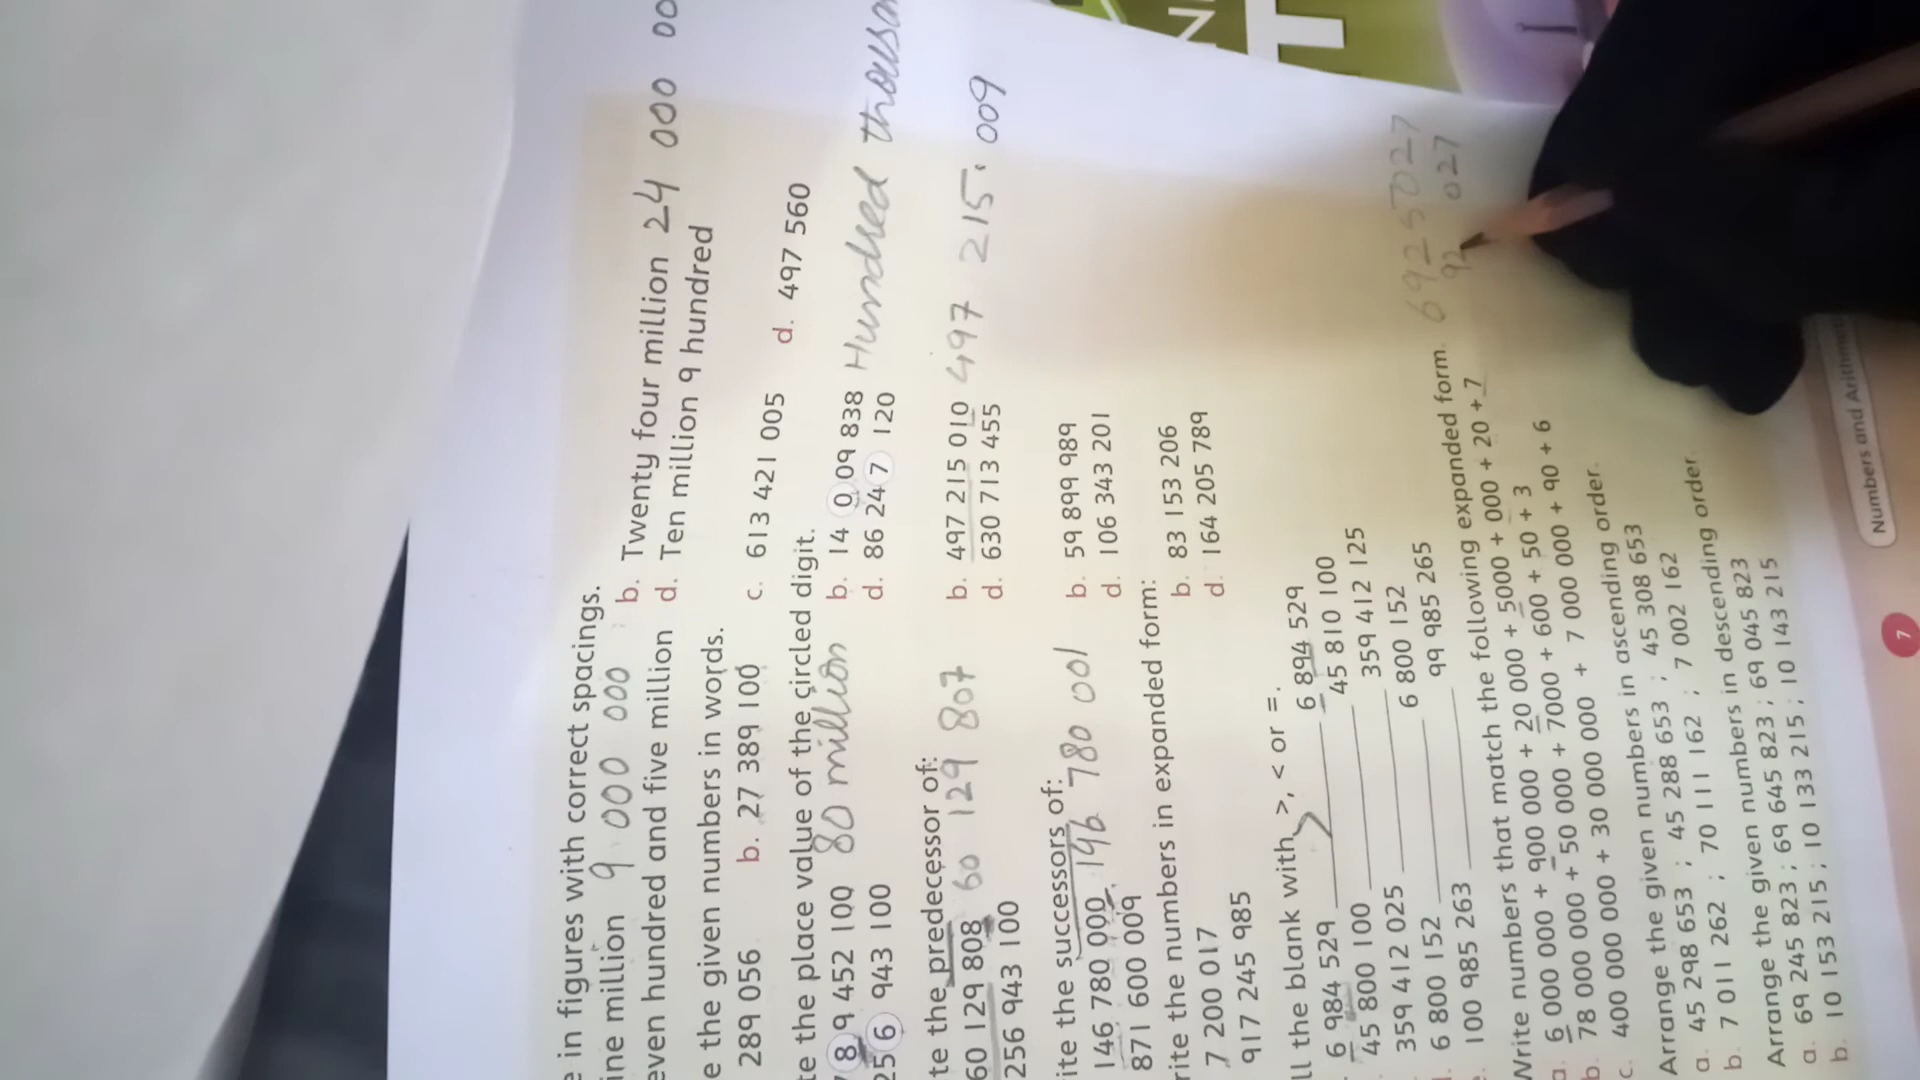 in figures with correct spacings.
ine million 9 000 000 b. Twenty four million 24 000 00
even hundred and five million d. Ten million 9 hundred
e the given numbers in words.
289 056 b. 27 389 100 c. 613 421 005 d. 497 560
te the place value of the circled digit.
8 9 452 100 80 million b. 14 0 09 838 Hundred thousan
25 6 943 100 d. 86 24 7 120
te the predecessor of:
60 129 808 60 129 807 b. 497 215 010 497 215 009
256 943 100 d. 630 713 455
ite the successors of:
146 780 000 146 780 001 b. 59 899 989
871 600 009 d. 106 343 201
rite the numbers in expanded form:
7 200 017 b. 83 153 206
917 245 985 d. 164 205 789
ll the blank with >, < or =.
6 984 529 > 6 894 529
45 800 100 45 810 100
359 412 025 359 412 125
6 800 152 6 800 152
100 985 263 99 985 265
Write numbers that match the following expanded form. 6925027
a. 6 000 000 + 900 000 + 20 000 + 5000 + 000 + 20 + 7 92 027
b. 78 000 000 + 50 000 + 7000 + 600 + 50 + 3
c. 400 000 000 + 30 000 000 + 7 000 000 + 90 + 6
Arrange the given numbers in ascending order.
a. 45 298 653 ; 45 288 653 ; 45 308 653
b. 7 011 262 ; 70 111 162 ; 7 002 162
Arrange the given numbers in descending order.
a. 69 245 823 ; 69 645 823 ; 69 045 823
b. 10 153 215 ; 10 133 215 ; 10 143 215
7
Numbers and